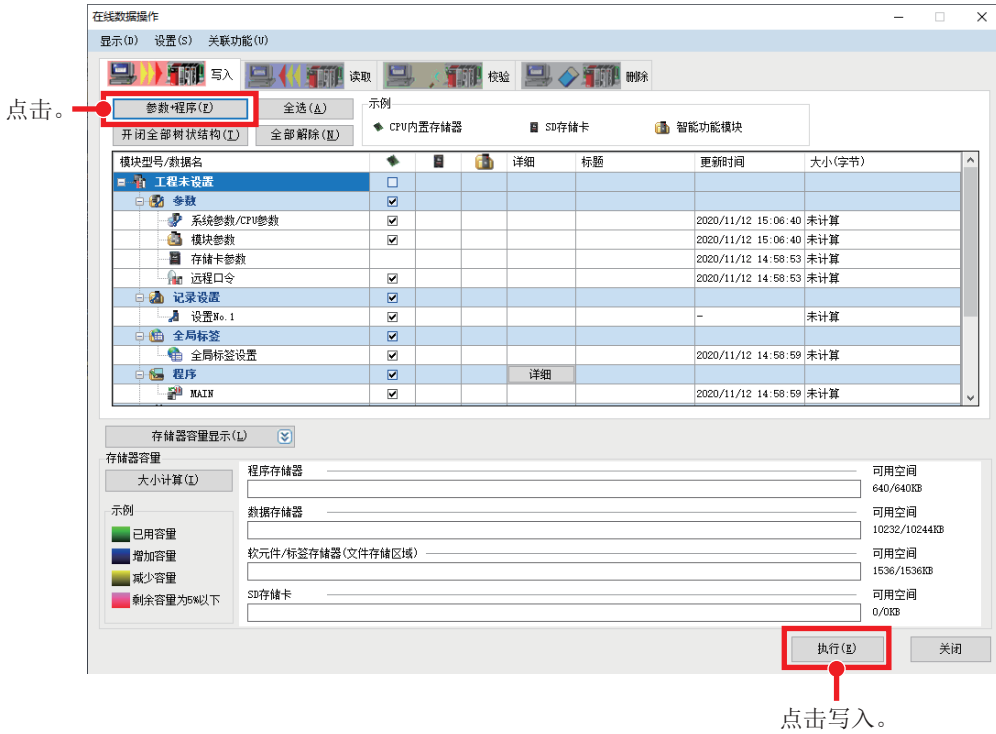 在线数据操作
显示(D) 设置(S) 关联功能(U)
写入 读取 校验 删除
点击。
参数+程序(F) 全选(A)
开闭全部树状结构(T) 全部解除(N)
示例
CPU内置存储器 SD存储卡 智能功能模块
模块型号/数据名 详细 标题 更新时间 大小(字节)
工程未设置
参数
系统参数/CPU参数 2020/11/12 15:06:40 未计算
模块参数 2020/11/12 15:06:40 未计算
存储卡参数 2020/11/12 14:58:53 未计算
远程口令 2020/11/12 14:58:53 未计算
记录设置
设置No.1 - 未计算
全局标签
全局标签设置 2020/11/12 14:58:59 未计算
程序 详细
MAIN 2020/11/12 14:58:59 未计算
存储器容量显示(L)
存储器容量
大小计算(I)
示例
已用容量
增加容量
减少容量
剩余容量为5%以下
程序存储器 可用空间
640/640KB
数据存储器 可用空间
10232/10244KB
软元件/标签存储器(文件存储区域) 可用空间
1536/1536KB
SD存储卡 可用空间
0/0KB
执行(E) 关闭
点击写入。